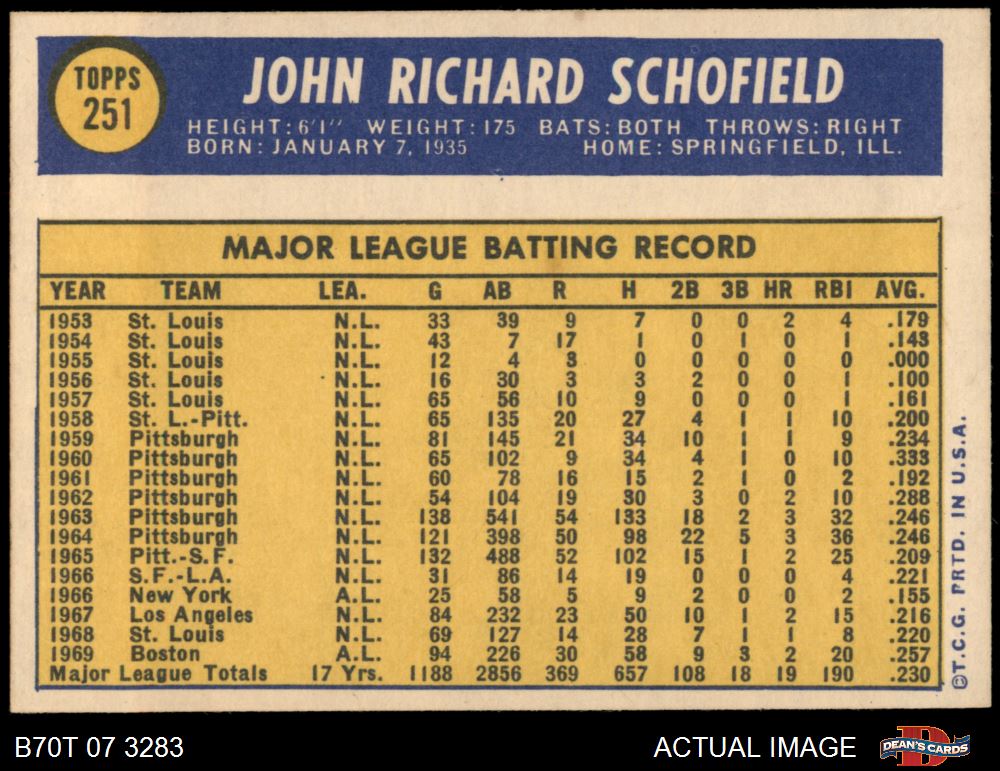 TOPPS
251
JOHN RICHARD SCHOFIELD
HEIGHT: 6'1" WEIGHT: 175 BATS: BOTH THROWS: RIGHT
BORN: JANUARY 7, 1935 HOME: SPRINGFIELD, ILL.
MAJOR LEAGUE BATTING RECORD
YEAR TEAM LEA. G AB R H 2B 3B HR RBI AVG.
1953 St. Louis N.L. 33 39 9 7 0 0 2 4 .179
1954 St. Louis N.L. 43 7 17 1 0 1 0 1 .143
1955 St. Louis N.L. 12 4 3 0 0 0 0 0 .000
1956 St. Louis N.L. 16 30 3 3 2 0 0 1 .100
1957 St. Louis N.L. 65 56 10 9 0 0 0 1 .161
1958 St. L.-Pitt. N.L. 65 135 20 27 4 1 1 10 .200
1959 Pittsburgh N.L. 81 145 21 34 10 1 1 9 .234
1960 Pittsburgh N.L. 65 102 9 34 4 1 0 10 .333
1961 Pittsburgh N.L. 60 78 16 15 2 1 0 2 .192
1962 Pittsburgh N.L. 54 104 19 30 3 0 2 10 .288
1963 Pittsburgh N.L. 138 541 54 133 18 2 3 32 .246
1964 Pittsburgh N.L. 121 398 50 98 22 5 3 36 .246
1965 Pitt.-S.F. N.L. 132 488 52 102 15 1 2 25 .209
1966 S.F.-L.A. N.L. 31 86 14 19 0 0 0 4 .221
1966 New York A.L. 25 58 5 9 2 0 0 2 .155
1967 Los Angeles N.L. 84 232 23 50 10 1 2 15 .216
1968 St. Louis N.L. 69 127 14 28 7 1 1 8 .220
1969 Boston A.L. 94 226 30 58 9 3 2 20 .257
Major League Totals 17 Yrs. 1188 2856 369 657 108 18 19 190 .230
©T.C.G. PRTD. IN U.S.A.
B70T 07 3283 ACTUAL IMAGE
DEAN'S CARDS